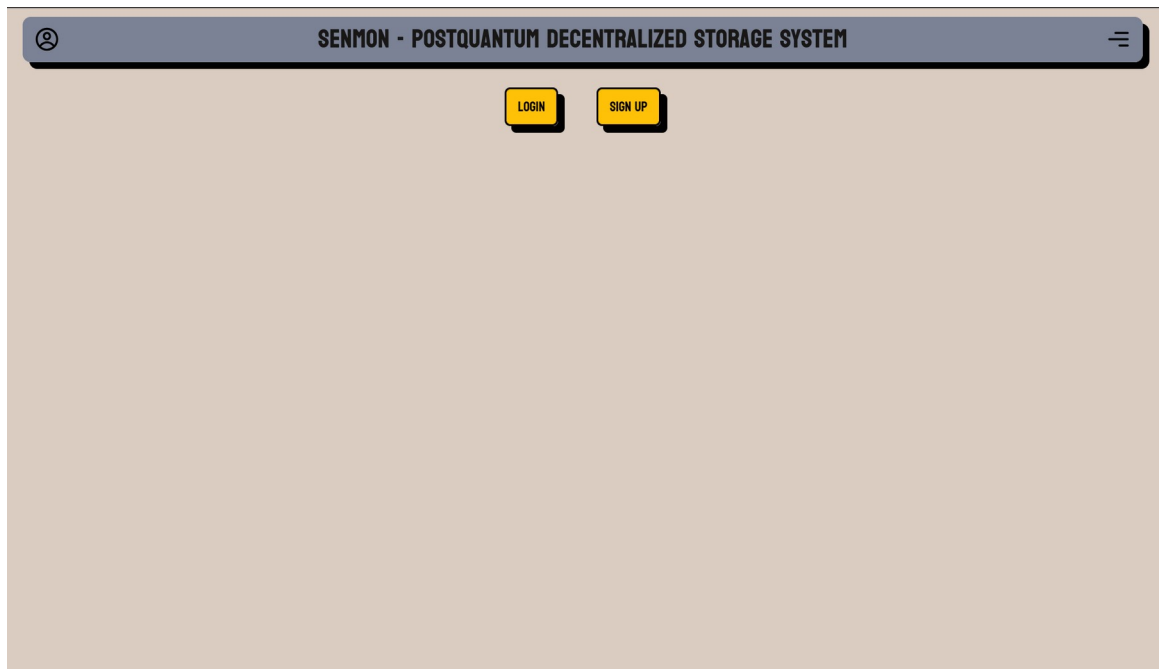 SENMON - POSTQUANTUM DECENTRALIZED STORAGE SYSTEM
LOGIN SIGN UP